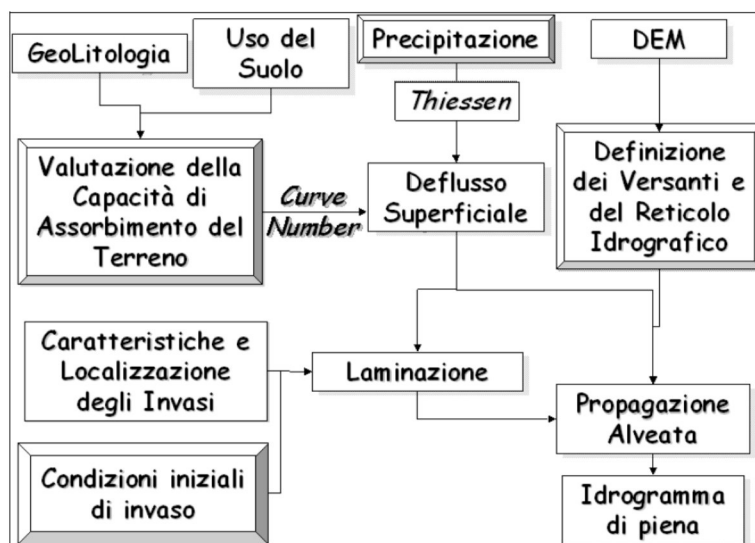 GeoLitologia
Uso del
Suolo
Precipitazione
DEM
Thiessen
Valutazione della
Capacità di
Assorbimento del
Terreno
Curve
Number
Deflusso
Superficiale
Definizione
dei Versanti e
del Reticolo
Idrografico
Caratteristiche e
Localizzazione
degli Invasi
Laminazione
Propagazione
Alveata
Condizioni iniziali
di invaso
Idrogramma
di piena